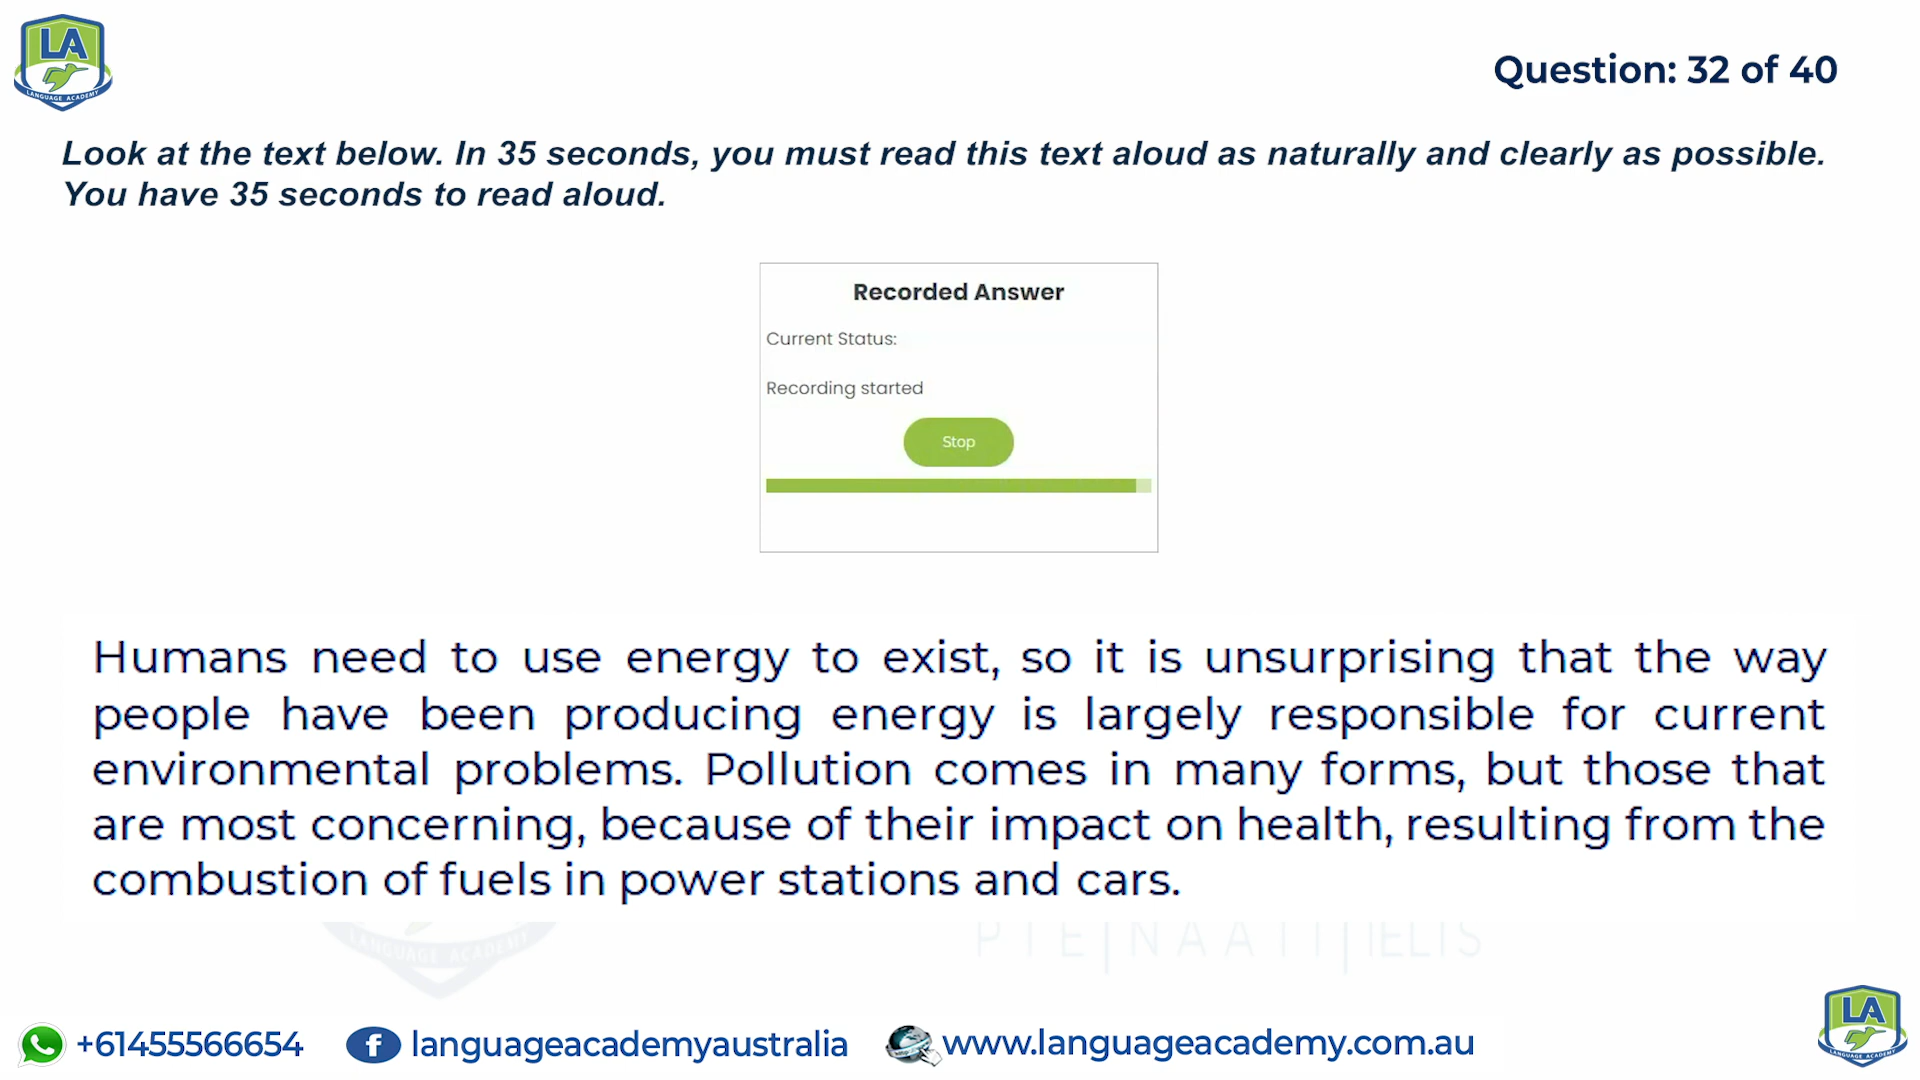 LA
LANGUAGE ACADEMY
Question: 32 of 40
Look at the text below. In 35 seconds, you must read this text aloud as naturally and clearly as possible.
You have 35 seconds to read aloud.
Recorded Answer
Current Status:
Recording started
Stop
Humans need to use energy to exist, so it is unsurprising that the way
people have been producing energy is largely responsible for current
environmental problems. Pollution comes in many forms, but those that
are most concerning, because of their impact on health, resulting from the
combustion of fuels in power stations and cars.
LANGUAGE ACADEMY
PTE|NAATI|IELTS
+61455566654
languageacademyaustralia
www.languageacademy.com.au
LA
LANGUAGE ACADEMY